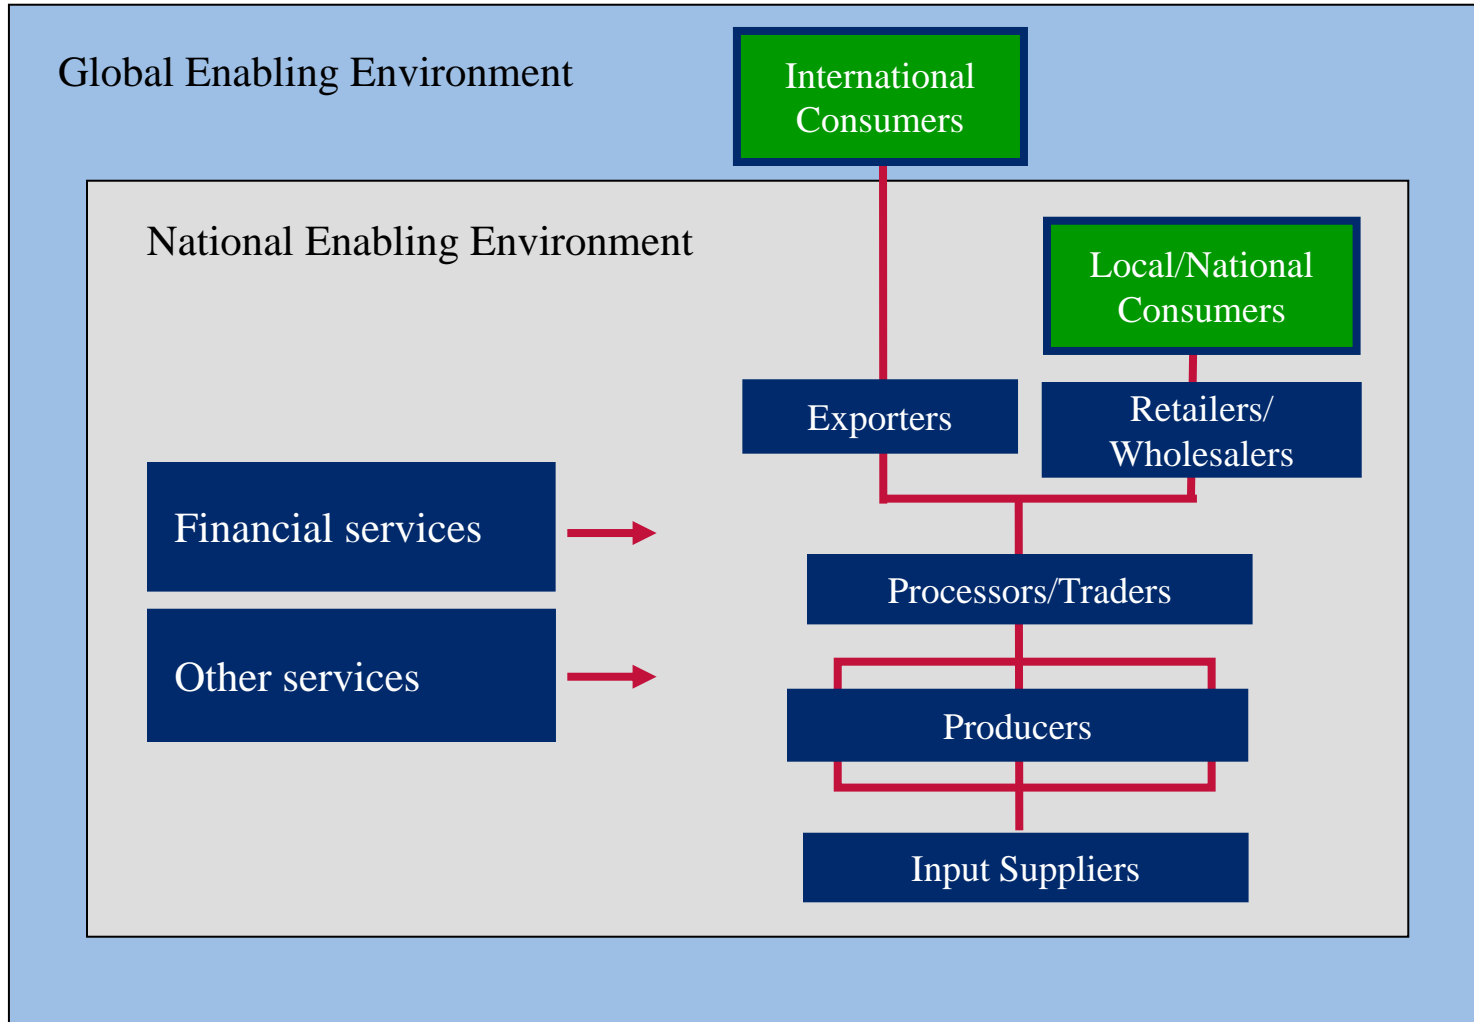 Global Enabling Environment
International
Consumers
National Enabling Environment
Local/National
Consumers
Exporters
Retailers/
Wholesalers
Financial services
Processors/Traders
Other services
Producers
Input Suppliers